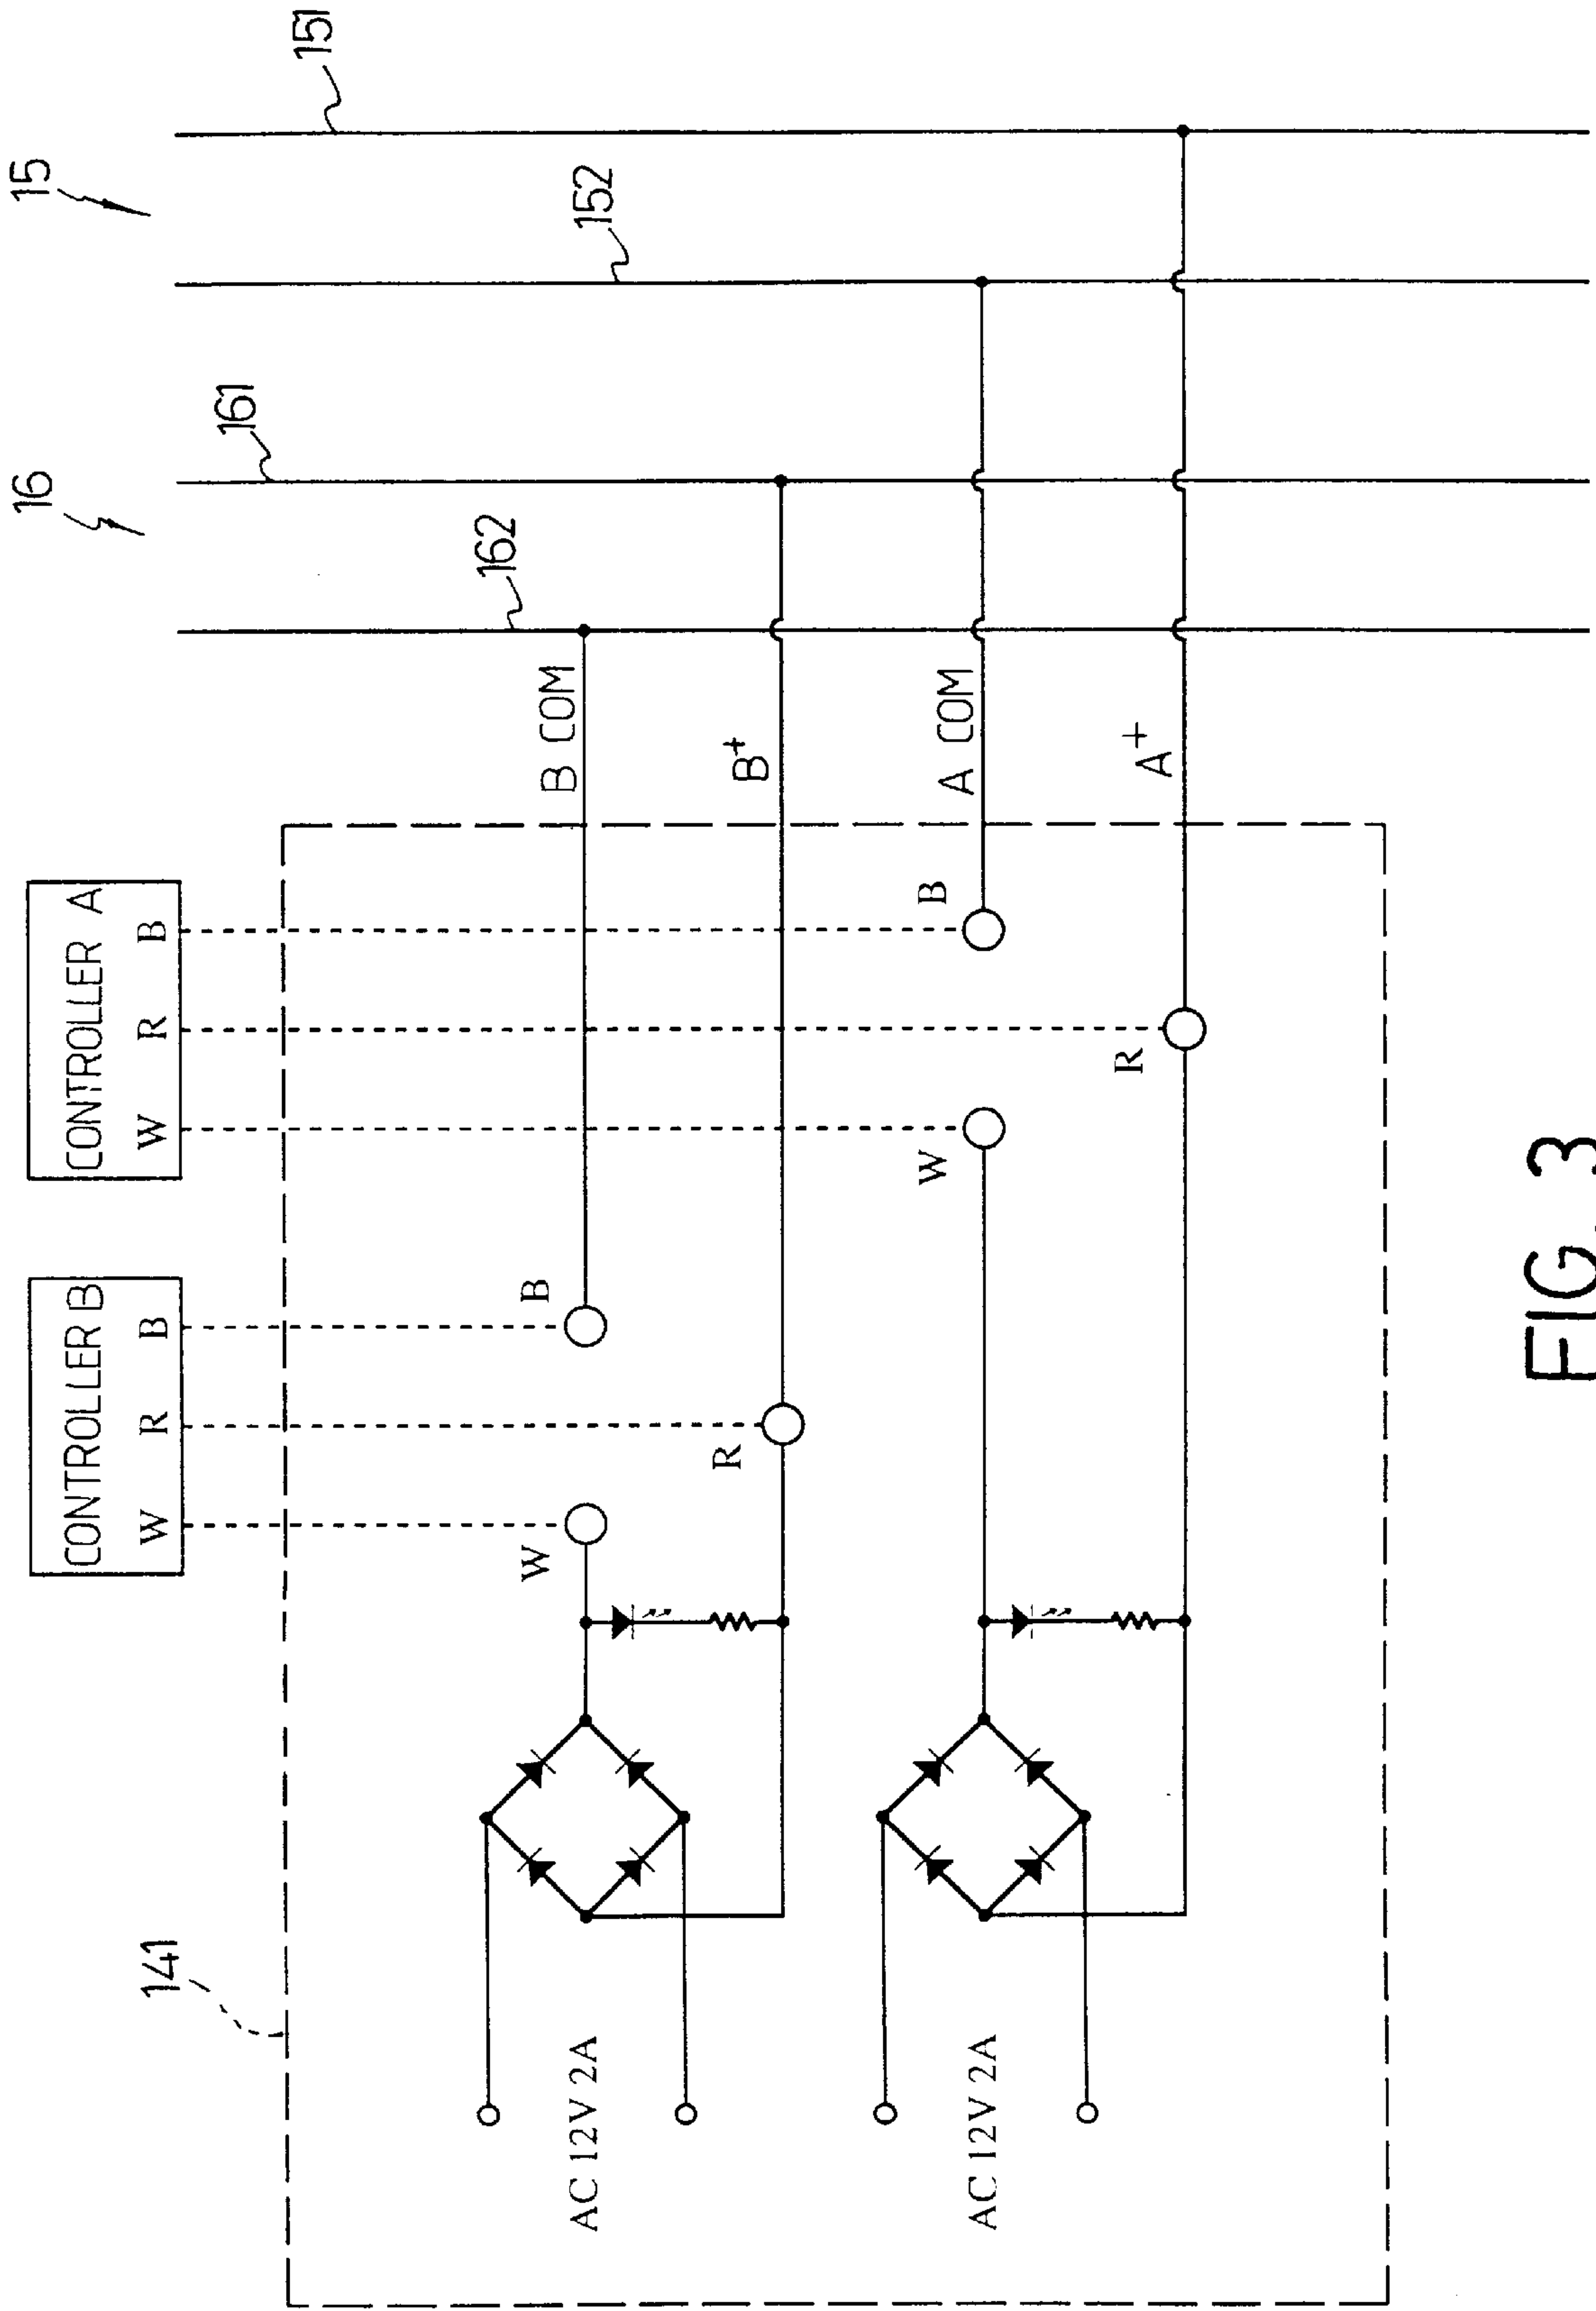 15
151
152
16
161
162
CONTROLLER A
W R B
CONTROLLER B
W R B
B COM
B+
A COM
A+
B
R
W
B
R
W
141
AC 12V 2A
AC 12V 2A
FIG. 3